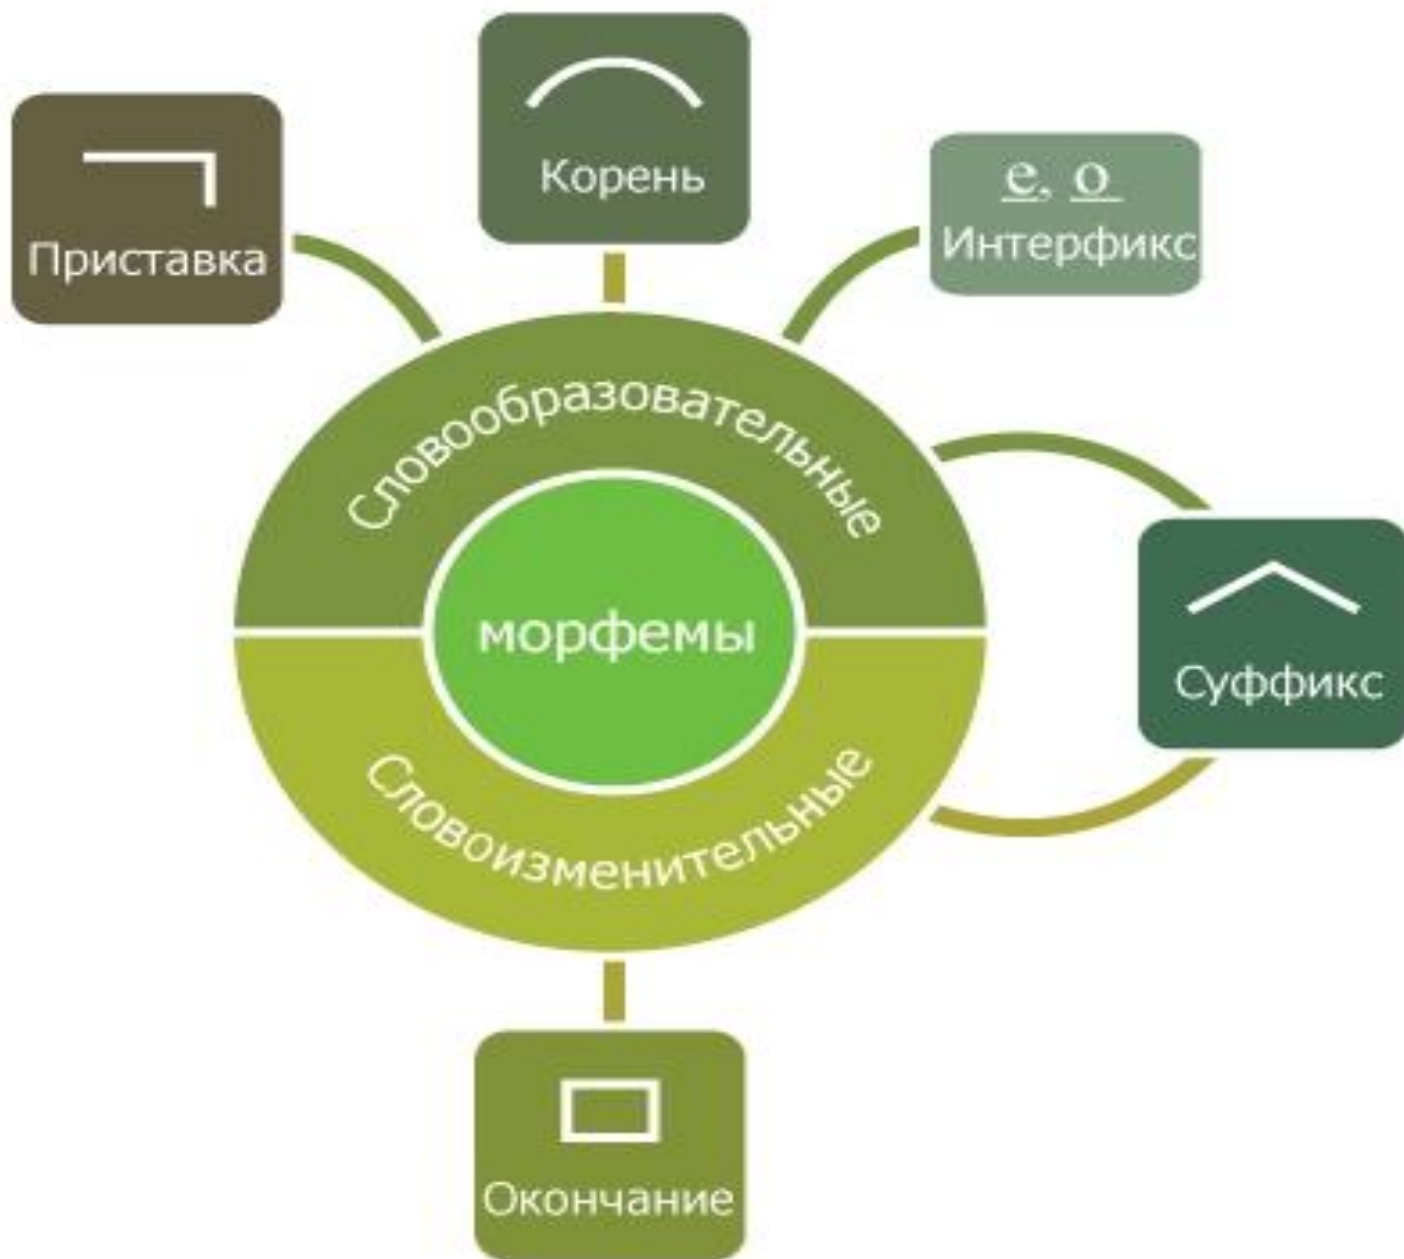 Корень
Приставка
е, о
Интерфикс
Словообразовательные
морфемы
Суффикс
Словоизменительные
Окончание